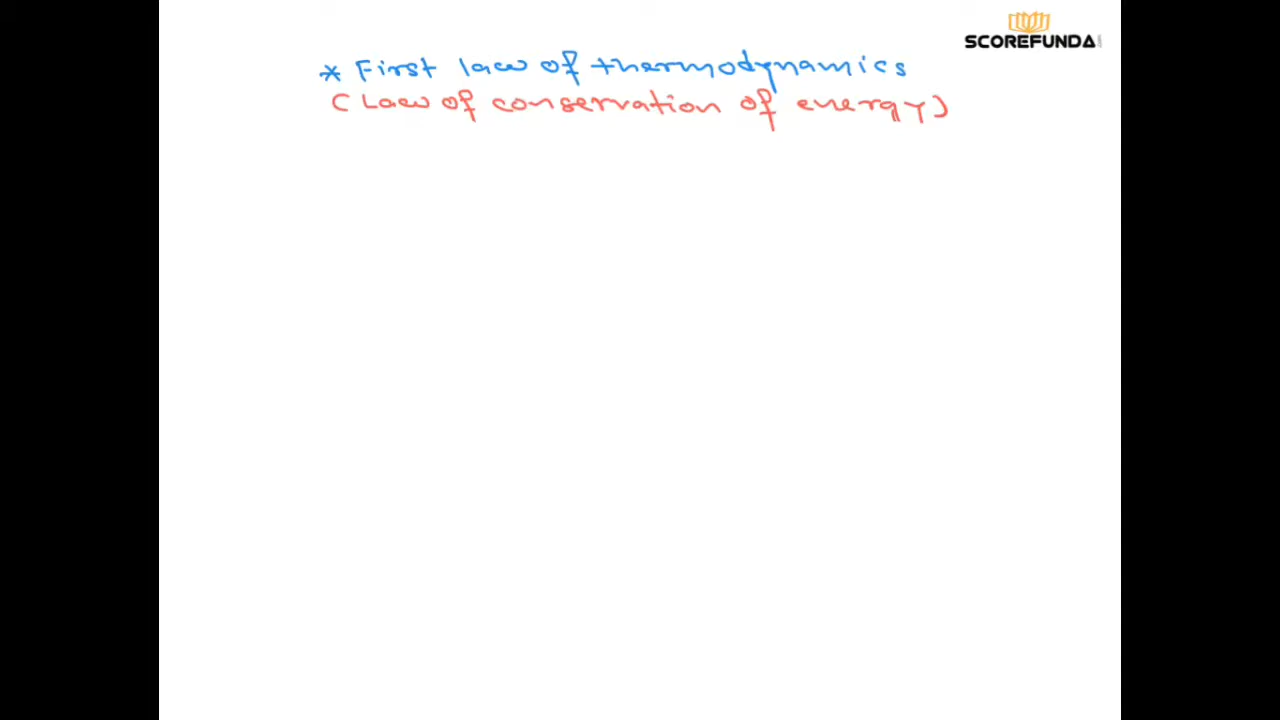 SCOREFUNDA
* First law of thermodynamics
(Law of conservation of energy)